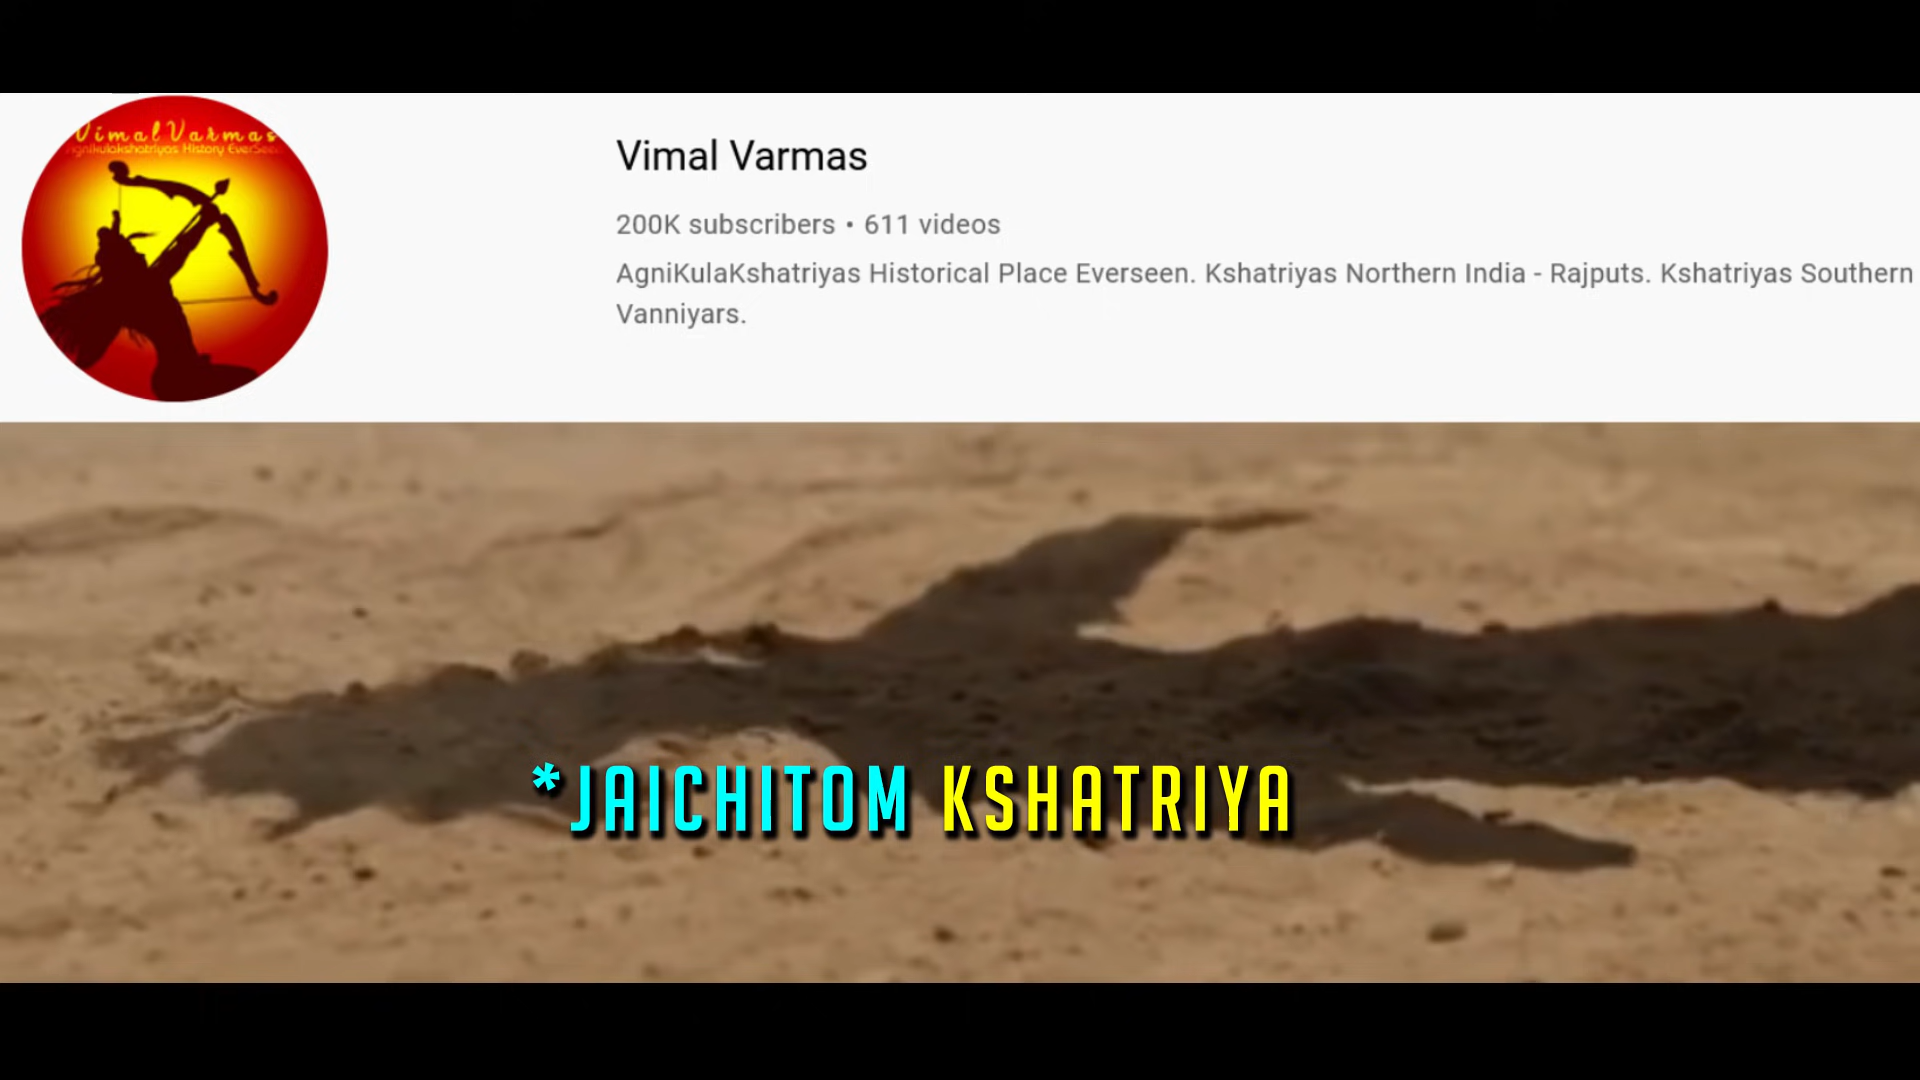 Vimal Varmas
AgniKulakshatriyas History EverSeen
Vimal Varmas
200K subscribers • 611 videos
AgniKulaKshatriyas Historical Place Everseen. Kshatriyas Northern India - Rajputs. Kshatriyas Southern
Vanniyars.
*JAICHITOM KSHATRIYA